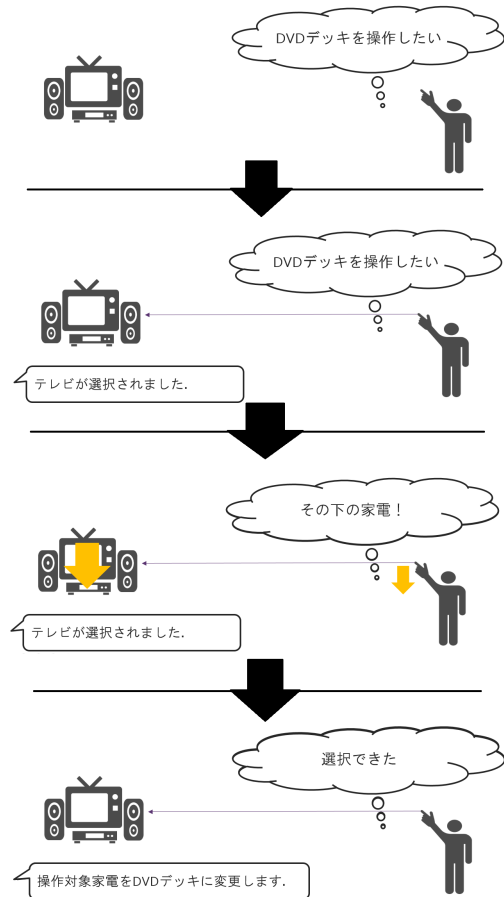 DVDデッキを操作したい
DVDデッキを操作したい
テレビが選択されました.
その下の家電！
テレビが選択されました.
選択できた
操作対象家電をDVDデッキに変更します.